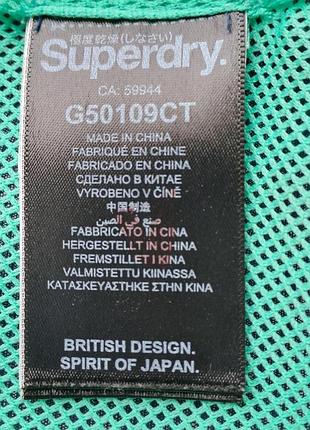 極度乾燥(しなさい)
Superdry.
CA: 59944
G50109CT
MADE IN CHINA
FABRIQUÉ EN CHINE
FABRICADO EN CHINA
СДЕЛАНО В КИТАЕ
VYROBENO V ČÍNĚ
中国制造
صنع في الصين
FABBRICATO IN CINA
HERGESTELLT IN CHINA
FREMSTILLET I KINA
VALMISTETTU KIINASSA
ΚΑΤΑΣΚΕΥΑΣΤΗΚΕ ΣΤΗΝ ΚΙΝΑ
BRITISH DESIGN.
SPIRIT OF JAPAN.